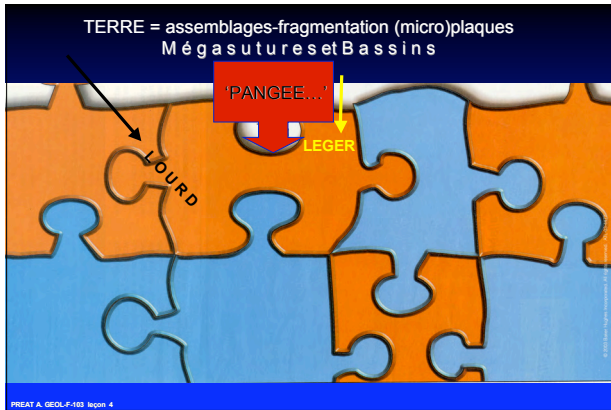 TERRE = assemblages-fragmentation (micro)plaques
Mégasutures et Bassins
'PANGEE...'
LEGER
LOURD
PREAT A. GEOL-F-103 leçon 4